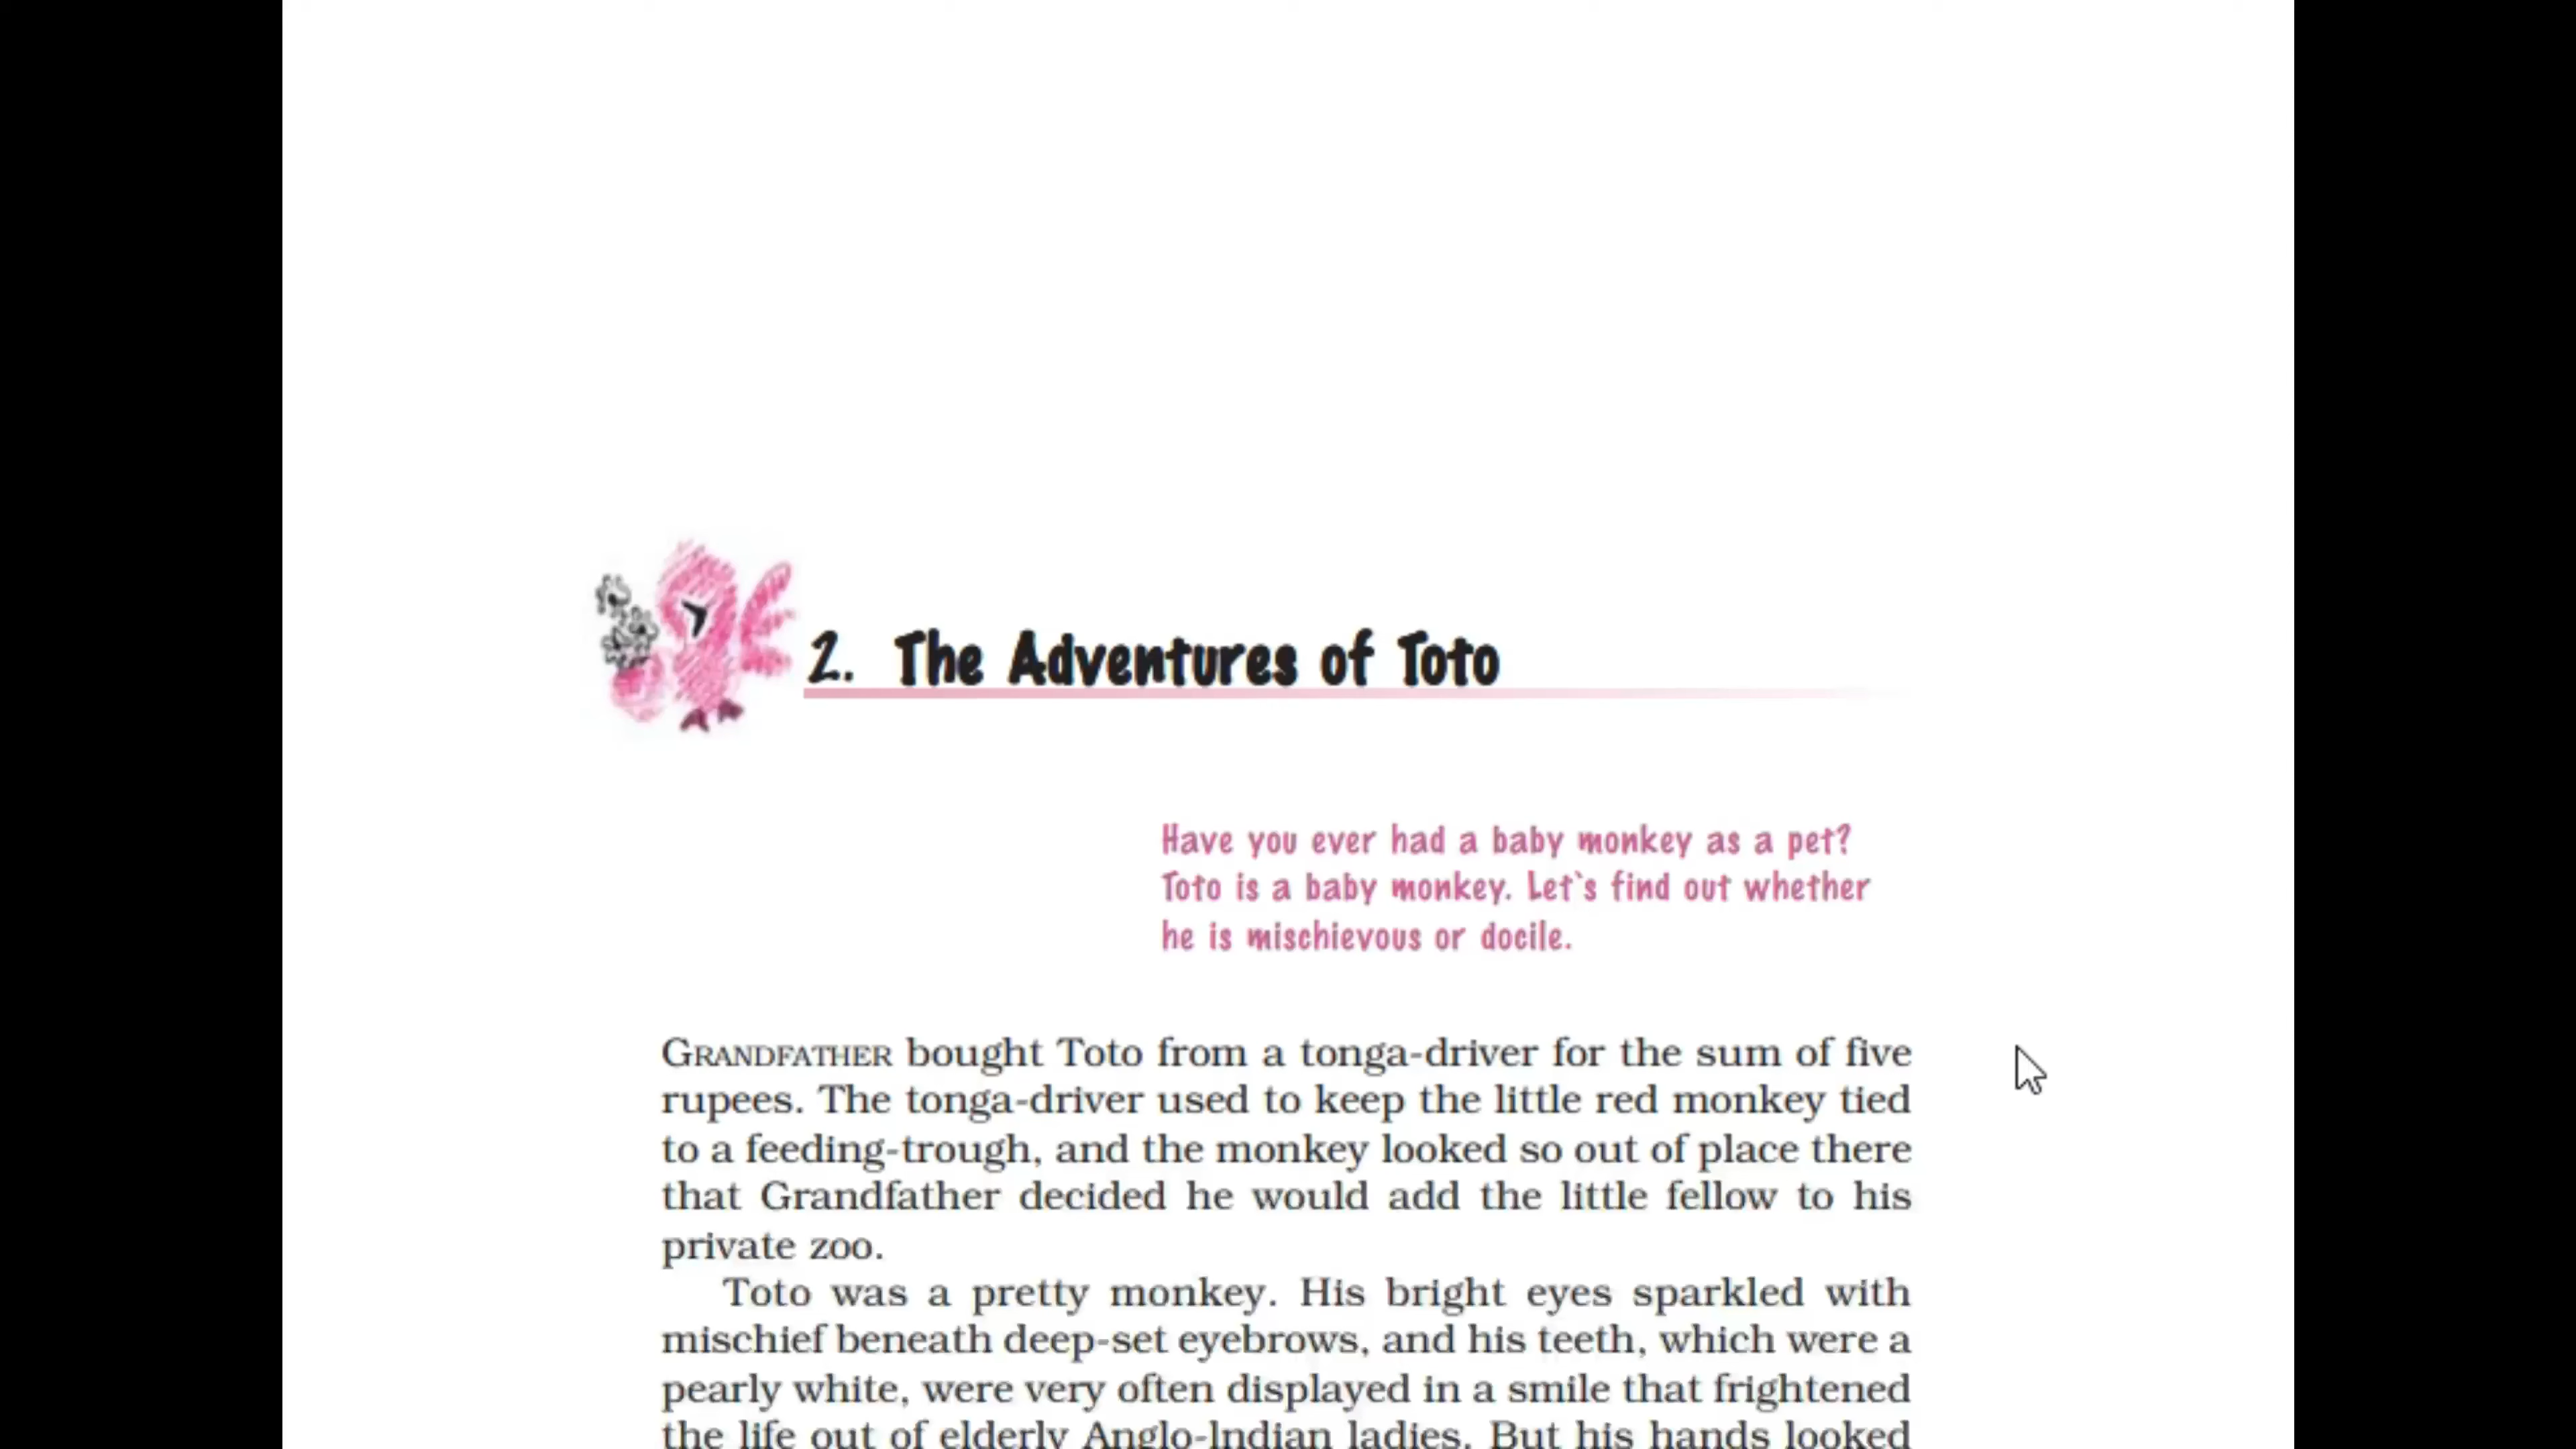 2. The Adventures of Toto
Have you ever had a baby monkey as a pet?
Toto is a baby monkey. Let`s find out whether
he is mischievous or docile.
GRANDFATHER bought Toto from a tonga-driver for the sum of five
rupees. The tonga-driver used to keep the little red monkey tied
to a feeding-trough, and the monkey looked so out of place there
that Grandfather decided he would add the little fellow to his
private zoo.
Toto was a pretty monkey. His bright eyes sparkled with
mischief beneath deep-set eyebrows, and his teeth, which were a
pearly white, were very often displayed in a smile that frightened
the life out of elderly Anglo-Indian ladies. But his hands looked